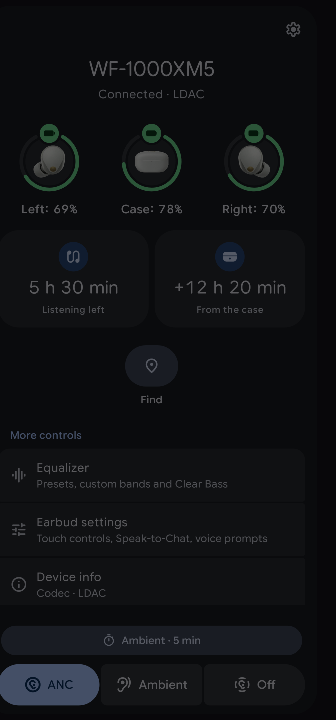 WF-1000XM5
Connected · LDAC
Left: 69%
Case: 78%
Right: 70%
5 h 30 min
Listening left
+12 h 20 min
From the case
Find
More controls
Equalizer
Presets, custom bands and Clear Bass
Earbud settings
Touch controls, Speak-to-Chat, voice prompts
Device info
Codec · LDAC
Ambient · 5 min
ANC
Ambient
Off